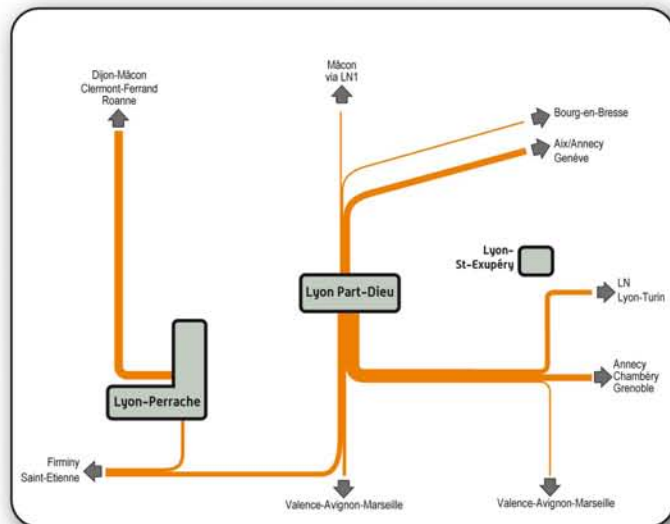 Dijon-Mâcon
Clermont-Ferrand
Roanne
Mâcon
via LN1
Bourg-en-Bresse
Aix/Annecy
Genéve
Lyon-
St-Exupéry
Lyon Part-Dieu
LN
Lyon-Turin
Annecy
Chambéry
Grenoble
Lyon-Perrache
Firminy
Saint-Etienne
Valence-Avignon-Marseille
Valence-Avignon-Marseille